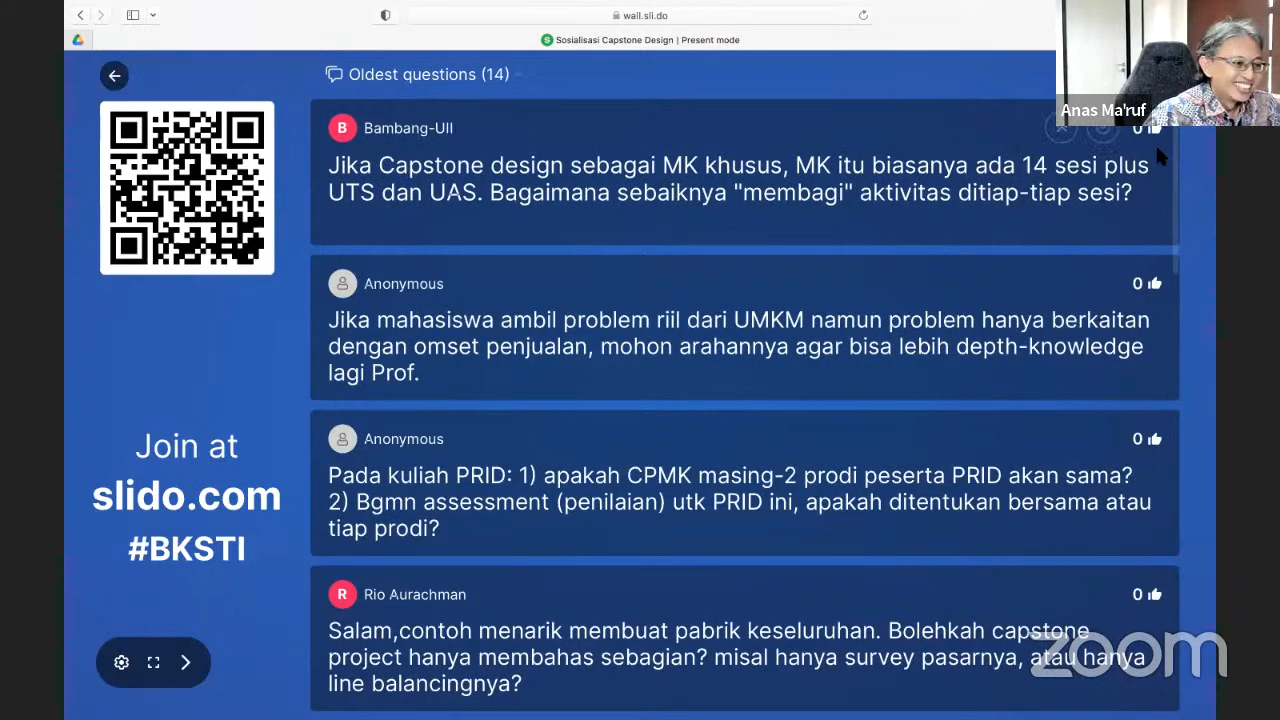 wall.sli.do
Sosialisasi Capstone Design | Present mode
Oldest questions (14)
Anas Ma'ruf
B Bambang-UII
0
Jika Capstone design sebagai MK khusus, MK itu biasanya ada 14 sesi plus
UTS dan UAS. Bagaimana sebaiknya "membagi" aktivitas ditiap-tiap sesi?
Anonymous
0
Jika mahasiswa ambil problem riil dari UMKM namun problem hanya berkaitan
dengan omset penjualan, mohon arahannya agar bisa lebih depth-knowledge
lagi Prof.
Anonymous
0
Pada kuliah PRID: 1) apakah CPMK masing-2 prodi peserta PRID akan sama?
2) Bgmn assessment (penilaian) utk PRID ini, apakah ditentukan bersama atau
tiap prodi?
R Rio Aurachman
0
Salam,contoh menarik membuat pabrik keseluruhan. Bolehkah capstone
project hanya membahas sebagian? misal hanya survey pasarnya, atau hanya
line balancingnya?
Join at
slido.com
#BKSTI
zoom